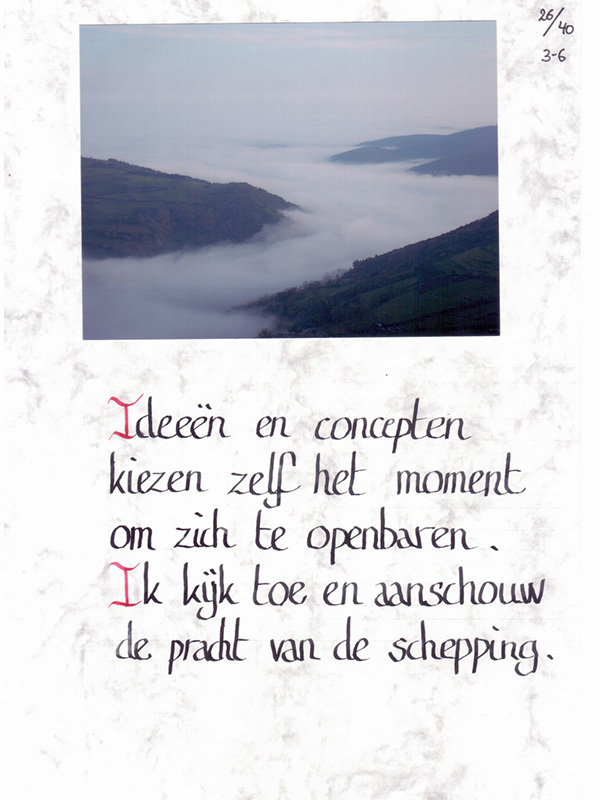 26/40
3-6
Ideeën en concepten
kiezen zelf het moment
om zich te openbaren.
Ik kijk toe en aanschouw
de pracht van de schepping.